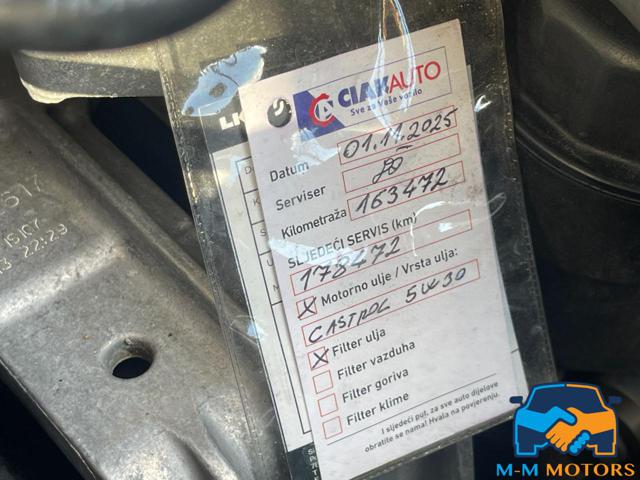 CIAKAUTO
Sve za Vaše vozilo
Datum 01.11.2025
Serviser
Kilometraža 163472
SLJEDEĆI SERVIS (km)
178472
X Motorno ulje / Vrsta ulja:
CASTROL 5W30
X Filter ulja
Filter vazduha
Filter goriva
Filter klime
I sljedeći put, za sve auto dijelove
obratite se nama! Hvala na povjerenju.
M-M MOTORS